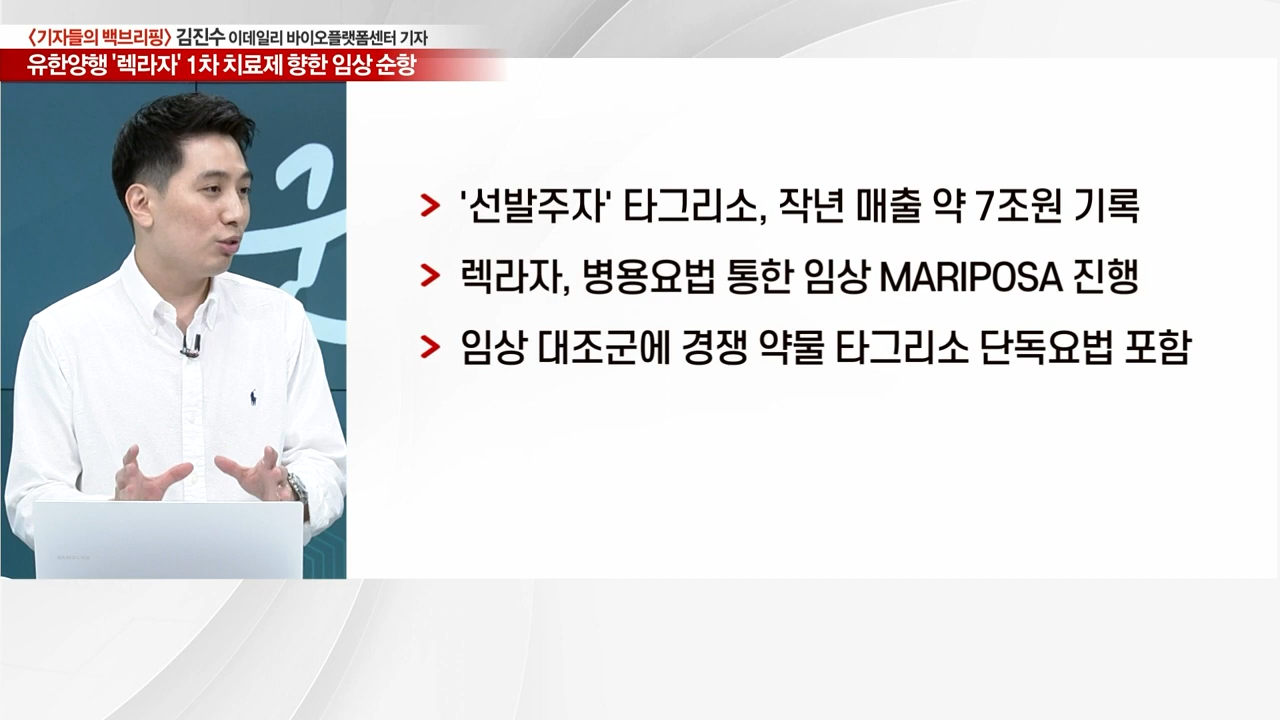 〈기자들의 백브리핑〉 김진수 이데일리 바이오플랫폼센터 기자
유한양행 '렉라자' 1차 치료제 향한 임상 순항
'선발주자' 타그리소, 작년 매출 약 7조원 기록
렉라자, 병용요법 통한 임상 MARIPOSA 진행
임상 대조군에 경쟁 약물 타그리소 단독요법 포함